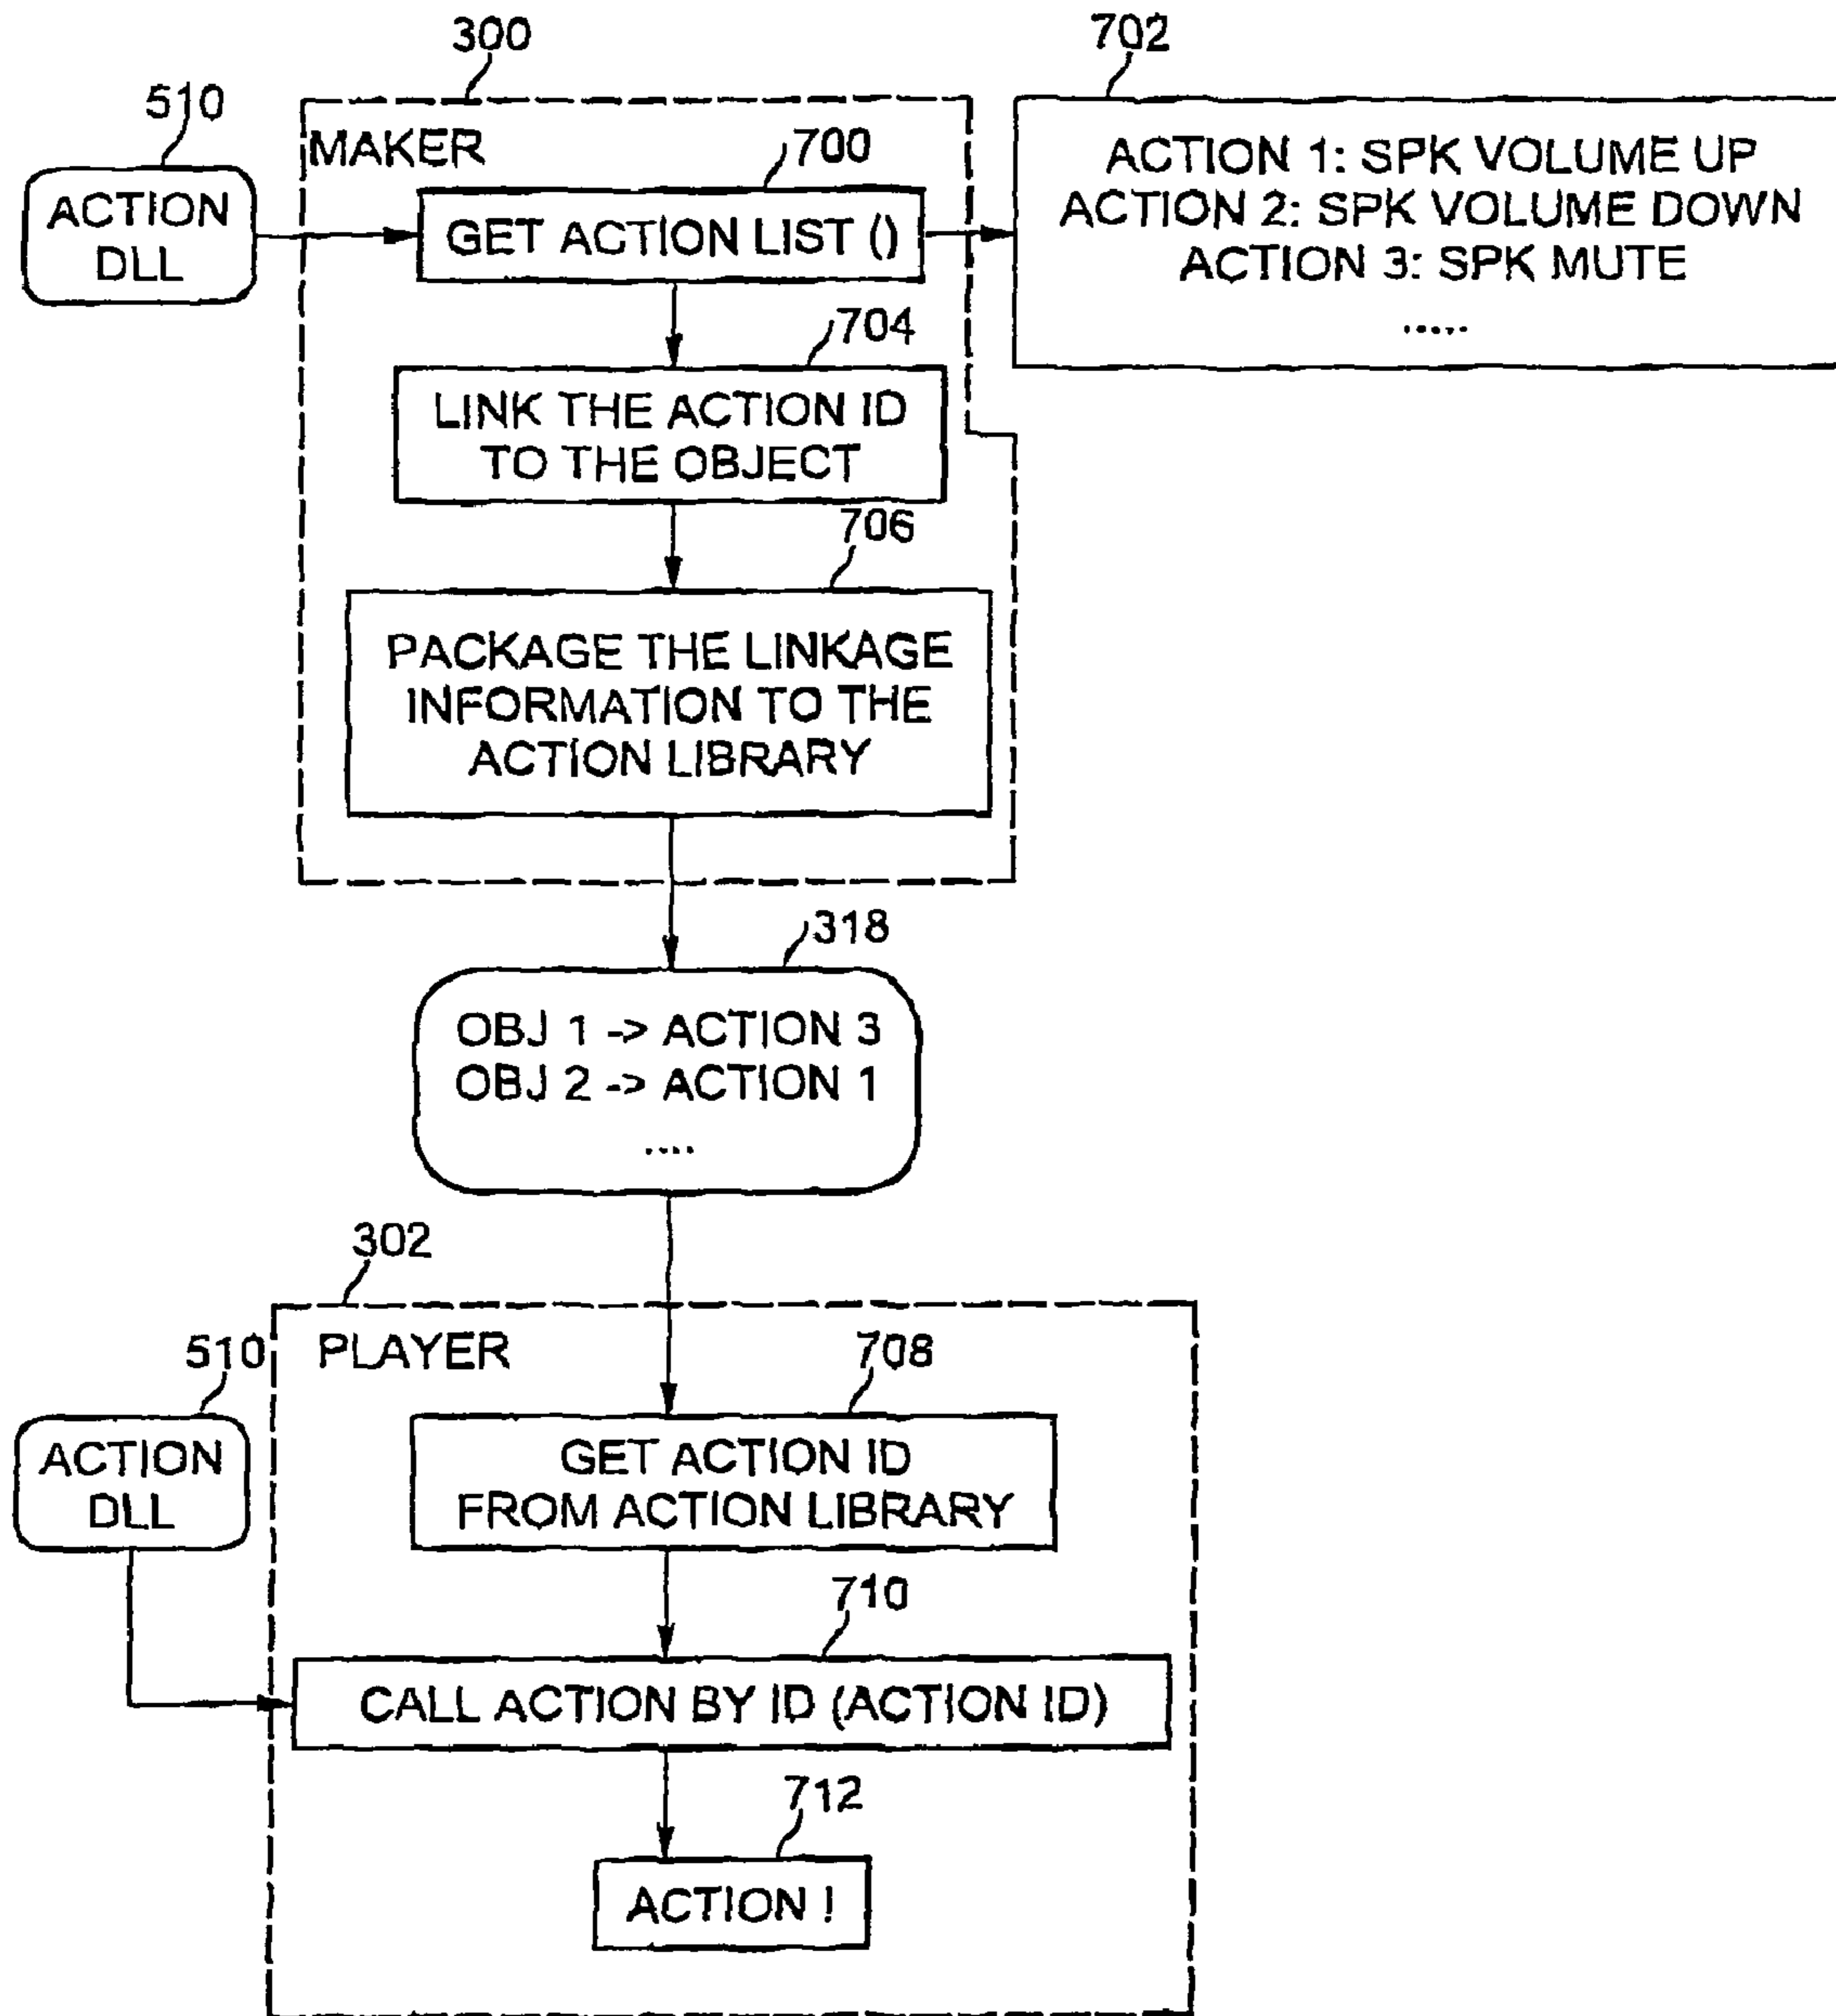 300
702
510
MAKER
700
ACTION
DLL
GET ACTION LIST ()
ACTION 1: SPK VOLUME UP
ACTION 2: SPK VOLUME DOWN
ACTION 3: SPK MUTE
.....
704
LINK THE ACTION ID
TO THE OBJECT
706
PACKAGE THE LINKAGE
INFORMATION TO THE
ACTION LIBRARY
318
OBJ 1 -> ACTION 3
OBJ 2 -> ACTION 1
....
302
510
PLAYER
708
ACTION
DLL
GET ACTION ID
FROM ACTION LIBRARY
710
CALL ACTION BY ID (ACTION ID)
712
ACTION !